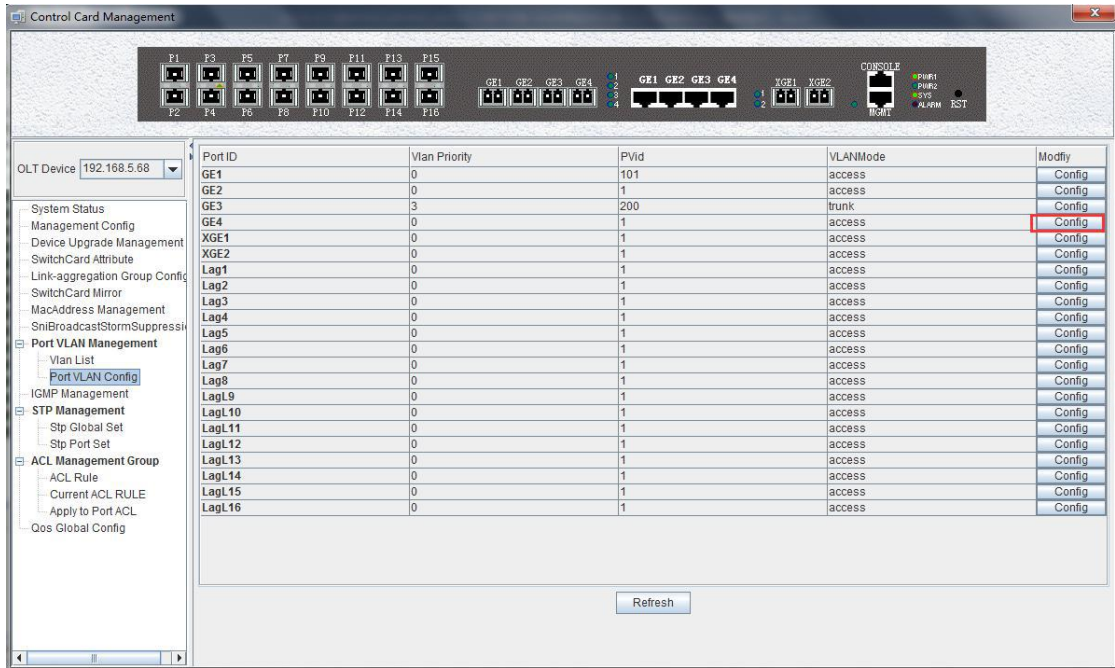 Control Card Management
P1 P3 P5 P7 P9 P11 P13 P15
P2 P4 P6 P8 P10 P12 P14 P16
GE1 GE2 GE3 GE4
1
2
3
4
GE1 GE2 GE3 GE4
1
2
XGE1 XGE2
CONSOLE
MGMT
PWR1
PWR2
SYS
ALARM
RST
OLT Device 192.168.5.68
System Status
Management Config
Device Upgrade Management
SwitchCard Attribute
Link-aggregation Group Config
SwitchCard Mirror
MacAddress Management
SniBroadcastStormSuppressi
Port VLAN Manegement
Vlan List
Port VLAN Config
IGMP Management
STP Management
Stp Global Set
Stp Port Set
ACL Management Group
ACL Rule
Current ACL RULE
Apply to Port ACL
Qos Global Config
Port ID Vlan Priority PVid VLANMode Modfiy
GE1 0 101 access Config
GE2 0 1 access Config
GE3 3 200 trunk Config
GE4 0 1 access Config
XGE1 0 1 access Config
XGE2 0 1 access Config
Lag1 0 1 access Config
Lag2 0 1 access Config
Lag3 0 1 access Config
Lag4 0 1 access Config
Lag5 0 1 access Config
Lag6 0 1 access Config
Lag7 0 1 access Config
Lag8 0 1 access Config
LagL9 0 1 access Config
LagL10 0 1 access Config
LagL11 0 1 access Config
LagL12 0 1 access Config
LagL13 0 1 access Config
LagL14 0 1 access Config
LagL15 0 1 access Config
LagL16 0 1 access Config
Refresh